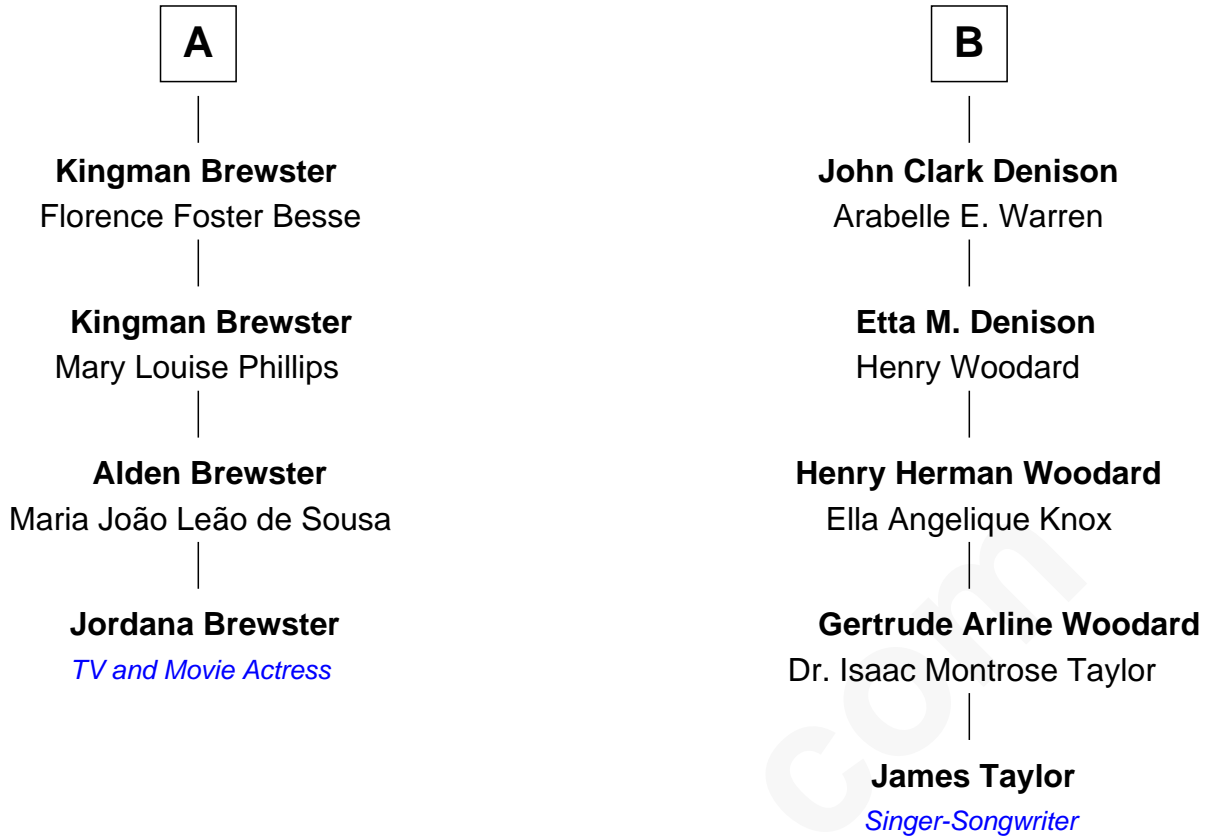 A
Kingman Brewster
Florence Foster Besse
Kingman Brewster
Mary Louise Phillips
Alden Brewster
Maria João Leão de Sousa
Jordana Brewster
TV and Movie Actress
B
John Clark Denison
Arabelle E. Warren
Etta M. Denison
Henry Woodard
Henry Herman Woodard
Ella Angelique Knox
Gertrude Arline Woodard
Dr. Isaac Montrose Taylor
James Taylor
Singer-Songwriter
com